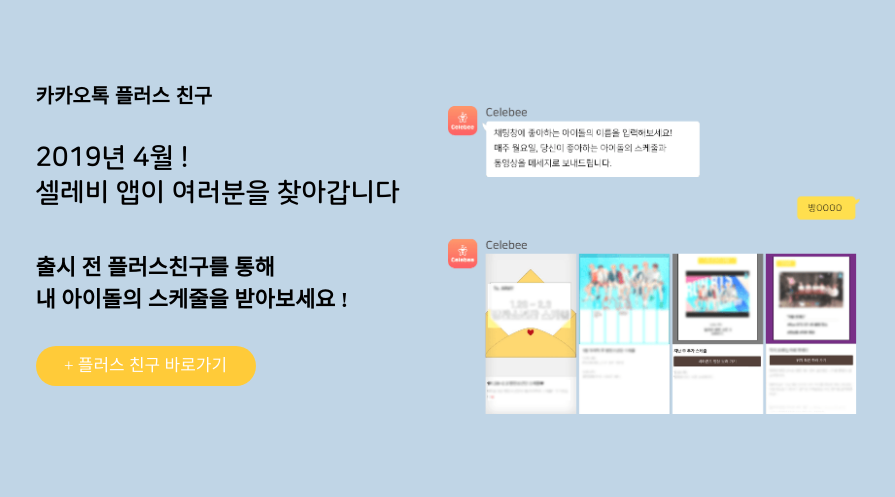 카카오톡 플러스 친구
2019년 4월 !
셀레비 앱이 여러분을 찾아갑니다
출시 전 플러스친구를 통해
내 아이돌의 스케줄을 받아보세요 !
+ 플러스 친구 바로가기
Celebee
Celebee
채팅창에 좋아하는 아이돌의 이름을 입력해보세요!
매주 월요일, 당신이 좋아하는 아이돌의 스케줄과
동영상을 메세지로 보내드립니다.
방OOOO
Celebee
Celebee